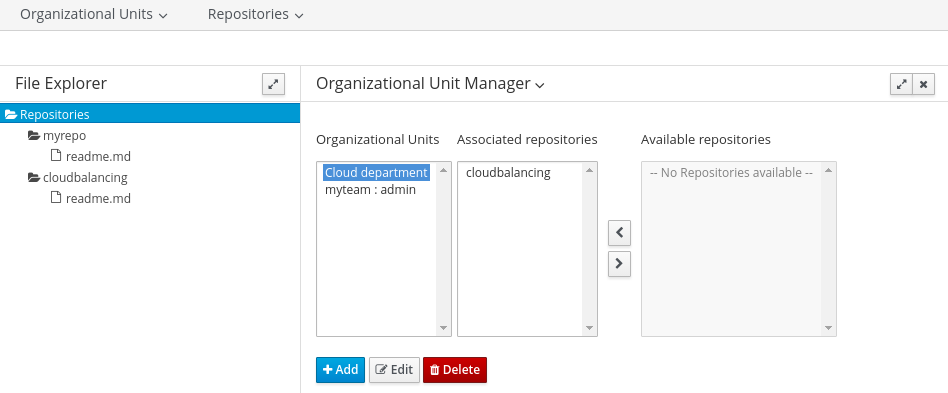 Organizational Units Repositories
File Explorer
Repositories
myrepo
readme.md
cloudbalancing
readme.md
Organizational Unit Manager
Organizational Units
Cloud department
myteam : admin
Associated repositories
cloudbalancing
Available repositories
-- No Repositories available --
Add Edit Delete